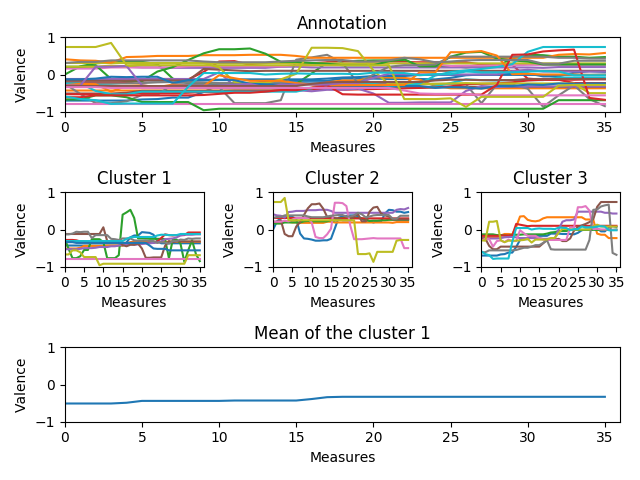 Annotation
1
0
−1
Valence
0 5 10 15 20 25 30 35
Measures
Cluster 1 Cluster 2 Cluster 3
1 1 1
0 0 0
−1 −1 −1
Valence Valence Valence
0 5 10 15 20 25 30 35 0 5 10 15 20 25 30 35 0 5 10 15 20 25 30 35
Measures Measures Measures
Mean of the cluster 1
1
0
−1
Valence
0 5 10 15 20 25 30 35
Measures